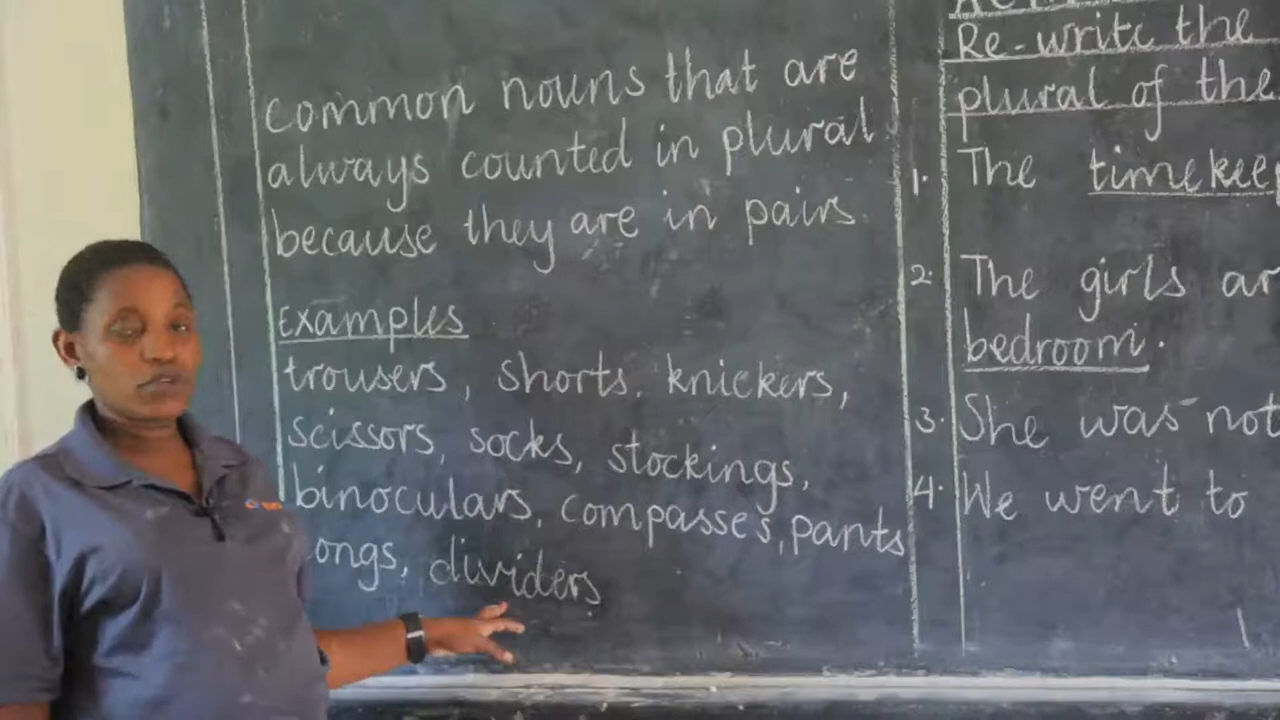 common nouns that are
always counted in plural
because they are in pairs.
Examples
trousers, shorts. knickers,
scissors, socks, stockings,
binoculars, compasses, pants
ongs, dividers
Re-write the
plural of the
1. The timekeep
2. The girls ar
bedroom.
3. She was not
4. We went to